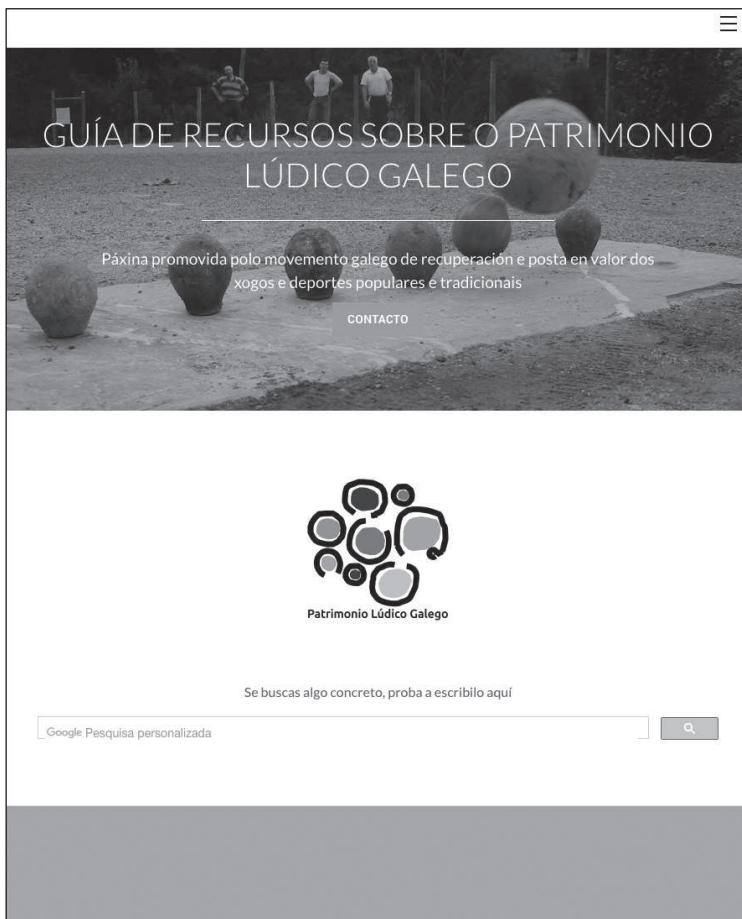 GUÍA DE RECURSOS SOBRE O PATRIMONIO
LÚDICO GALEGO
Páxina promovida polo movemento galego de recuperación e posta en valor dos
xogos e deportes populares e tradicionais
CONTACTO
Patrimonio Lúdico Galego
Se buscas algo concreto, proba a escribilo aquí
Google Pesquisa personalizada